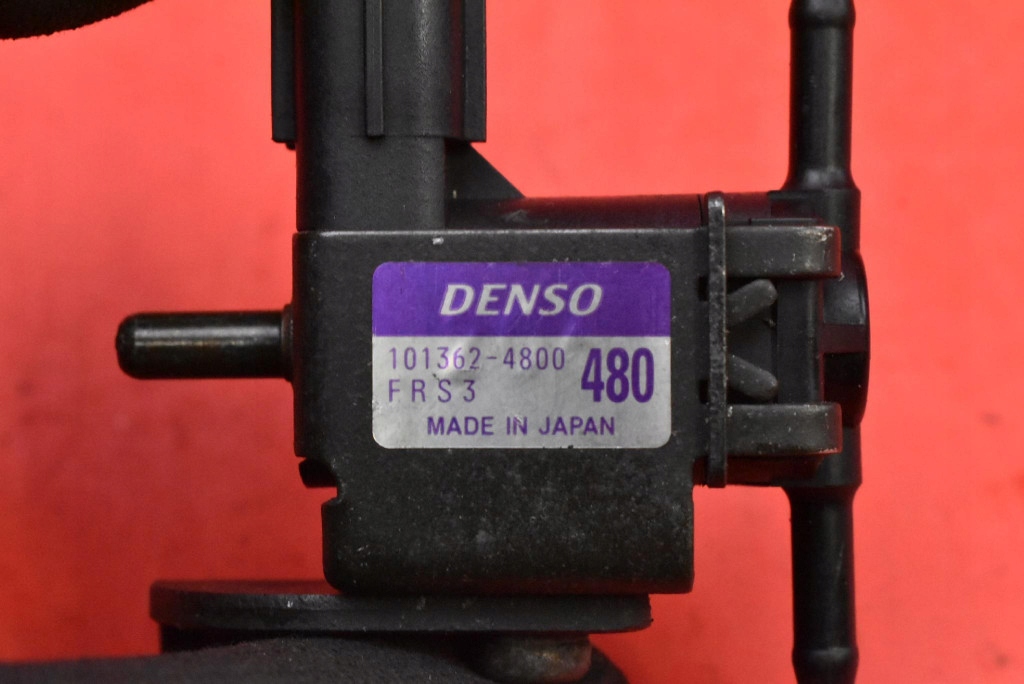 DENSO
101362-4800
FRS3 480
MADE IN JAPAN